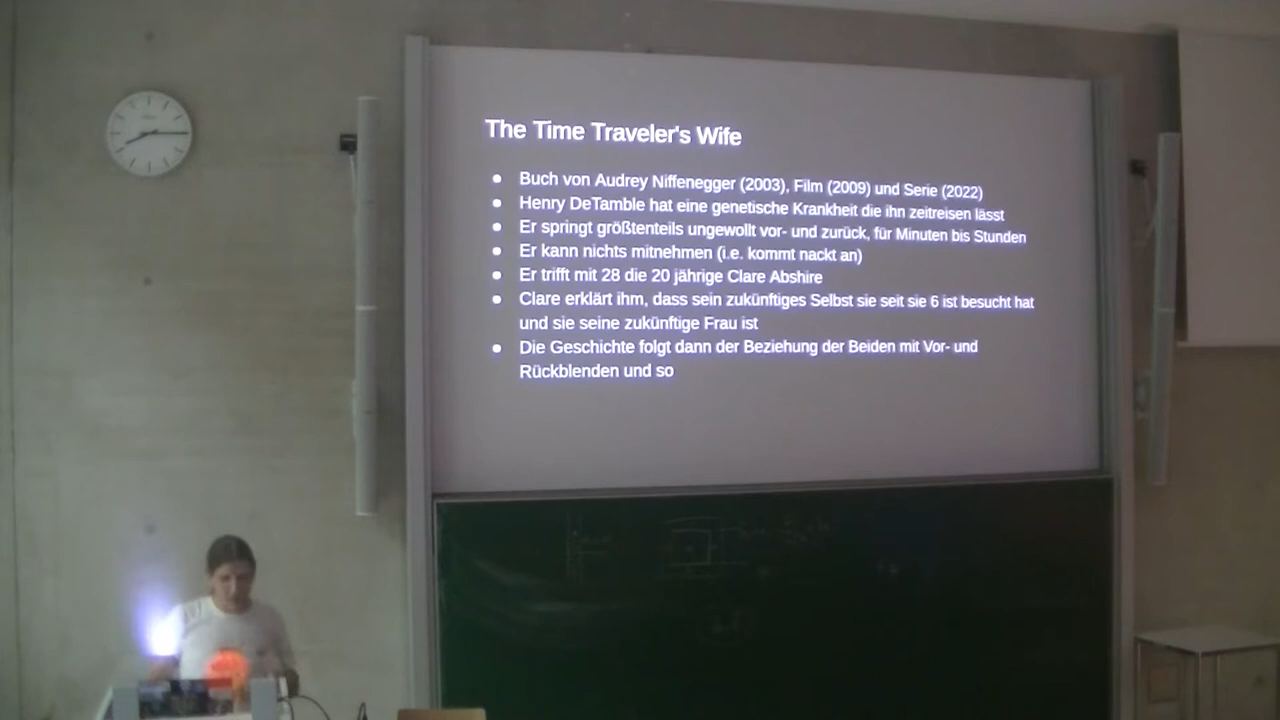 The Time Traveler's Wife
● Buch von Audrey Niffenegger (2003), Film (2009) und Serie (2022)
● Henry DeTamble hat eine genetische Krankheit die ihn zeitreisen lässt
● Er springt größtenteils ungewollt vor- und zurück, für Minuten bis Stunden
● Er kann nichts mitnehmen (i.e. kommt nackt an)
● Er trifft mit 28 die 20 jährige Clare Abshire
● Clare erklärt ihm, dass sein zukünftiges Selbst sie seit sie 6 ist besucht hat
und sie seine zukünftige Frau ist
● Die Geschichte folgt dann der Beziehung der Beiden mit Vor- und
Rückblenden und so